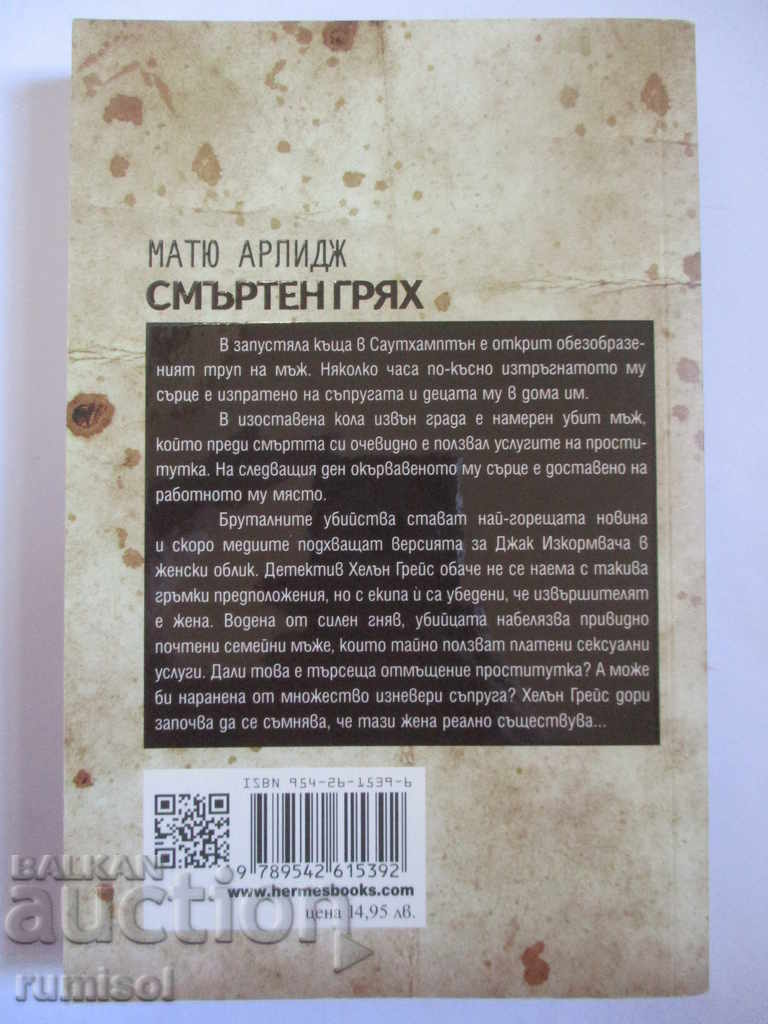 МАТЮ АРЛИДЖ
СМЪРТЕН ГРЯХ
В запустяла къща в Саутхамптън е открит обезобразе-
ният труп на мъж. Няколко часа по-късно изтръгнатото му
сърце е изпратено на съпругата и децата му в дома им.
В изоставена кола извън града е намерен убит мъж,
който преди смъртта си очевидно е ползвал услугите на прости-
тутка. На следващия ден окървавеното му сърце е доставено на
работното му място.
Бруталните убийства стават най-горещата новина
и скоро медиите подхващат версията за Джак Изкормвача в
женски облик. Детектив Хелън Грейс обаче не се наема с такива
гръмки предположения, но с екипа ѝ са убедени, че извършителят
е жена. Водена от силен гняв, убийцата набелязва привидно
почтени семейни мъже, които тайно ползват платени сексуални
услуги. Дали това е търсеща отмъщение проститутка? А може
би наранена от множество изневери съпруга? Хелън Грейс дори
започва да се съмнява, че тази жена реално съществува...
ISBN 954-26-1539-6
9 789542 615392
www.hermesbooks.com
цена 14,95 лв.
BALKAN
auction
rumisol